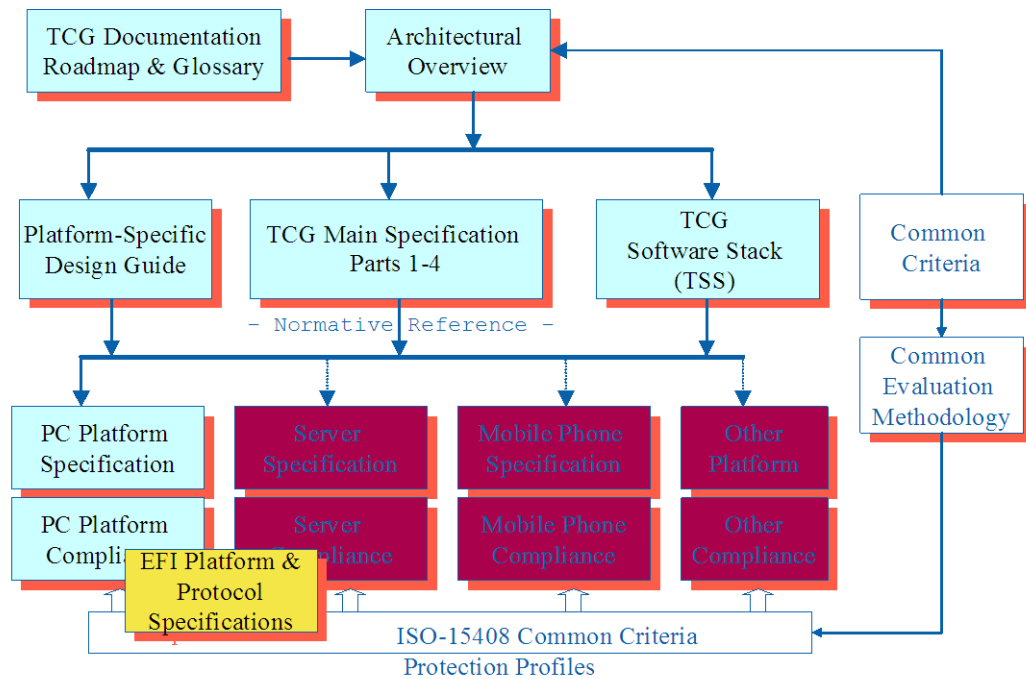 TCG Documentation
Roadmap & Glossary
Architectural
Overview
Platform-Specific
Design Guide
TCG Main Specification
Parts 1-4
TCG
Software Stack
(TSS)
Common
Criteria
- Normative Reference -
Common
Evaluation
Methodology
PC Platform
Specification
Server
Specification
Mobile Phone
Specification
Other
Platform
PC Platform
Server
Mobile Phone
Compliance
Other
Compliance
EFI Platform &
Protocol
Specifications
ISO-15408 Common Criteria
Protection Profiles